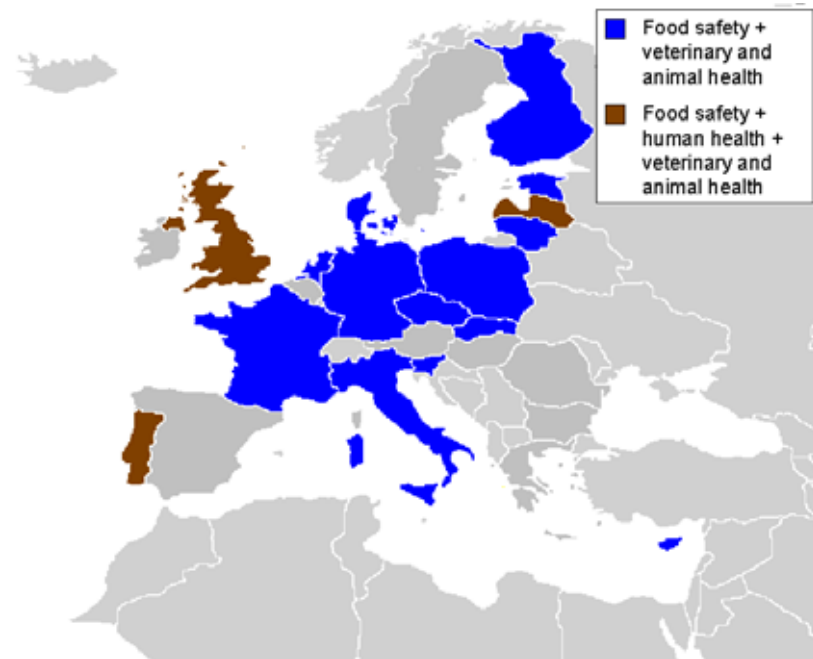 Food safety +
veterinary and
animal health
Food safety +
human health +
veterinary and
animal health